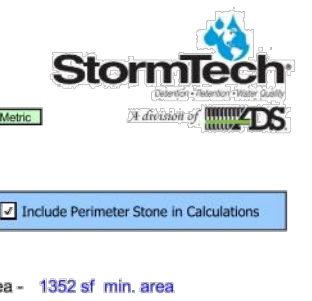 StormTech
Detention • Retention • Water Quality
A division of ADS
Metric
Include Perimeter Stone in Calculations
ea - 1352 sf min. area